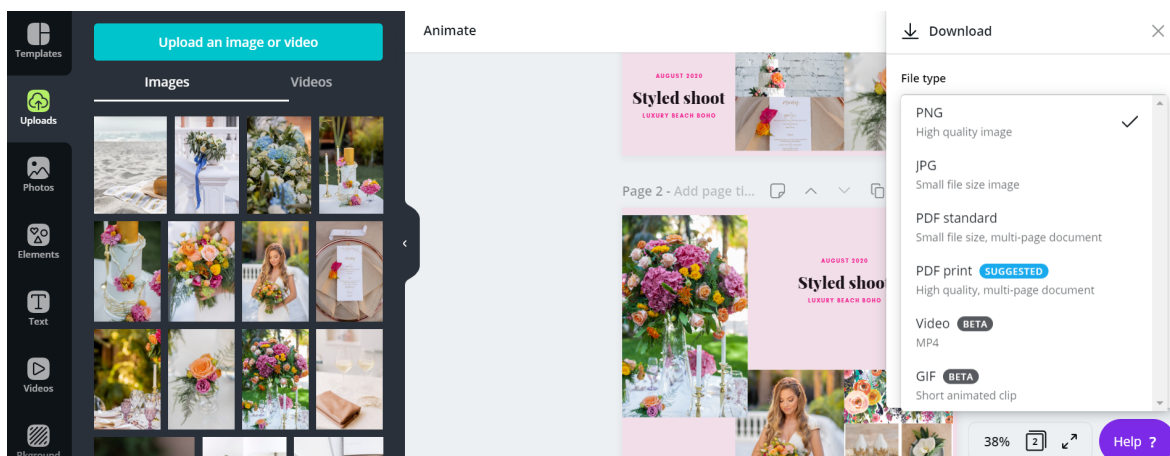 Templates
Uploads
Photos
Elements
Text
Videos
Upload an image or video
Images
Videos
Animate
AUGUST 2020
Styled shoot
LUXURY BEACH BOHO
Page 2 - Add page ti...
AUGUST 2020
Styled shoo
LUXURY BEACH BOHO
Download
File type
PNG
High quality image
JPG
Small file size image
PDF standard
Small file size, multi-page document
PDF print SUGGESTED
High quality, multi-page document
Video BETA
MP4
GIF BETA
Short animated clip
38% 2
Help ?